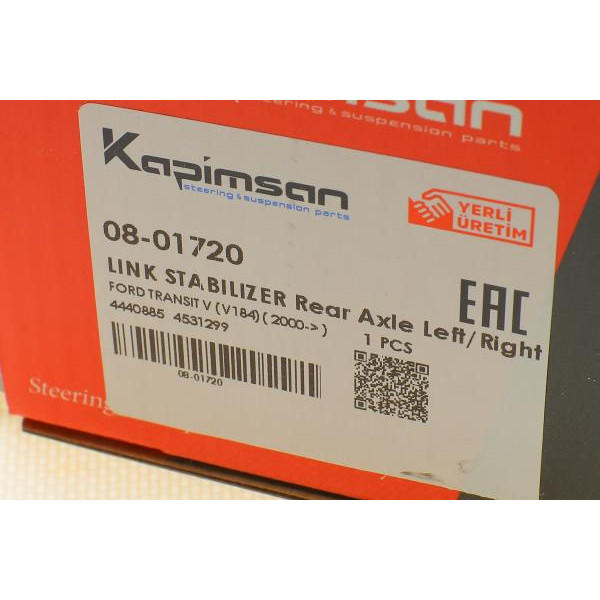 msan
steering & suspension parts
Kapimsan
steering & suspension parts
YERLİ
ÜRETİM
08-01720
LINK STABILIZER Rear Axle Left/Right
FORD TRANSIT V (V184) ( 2000-> )
4440885 4531299
1 PCS
EAC
08-01720
Steering